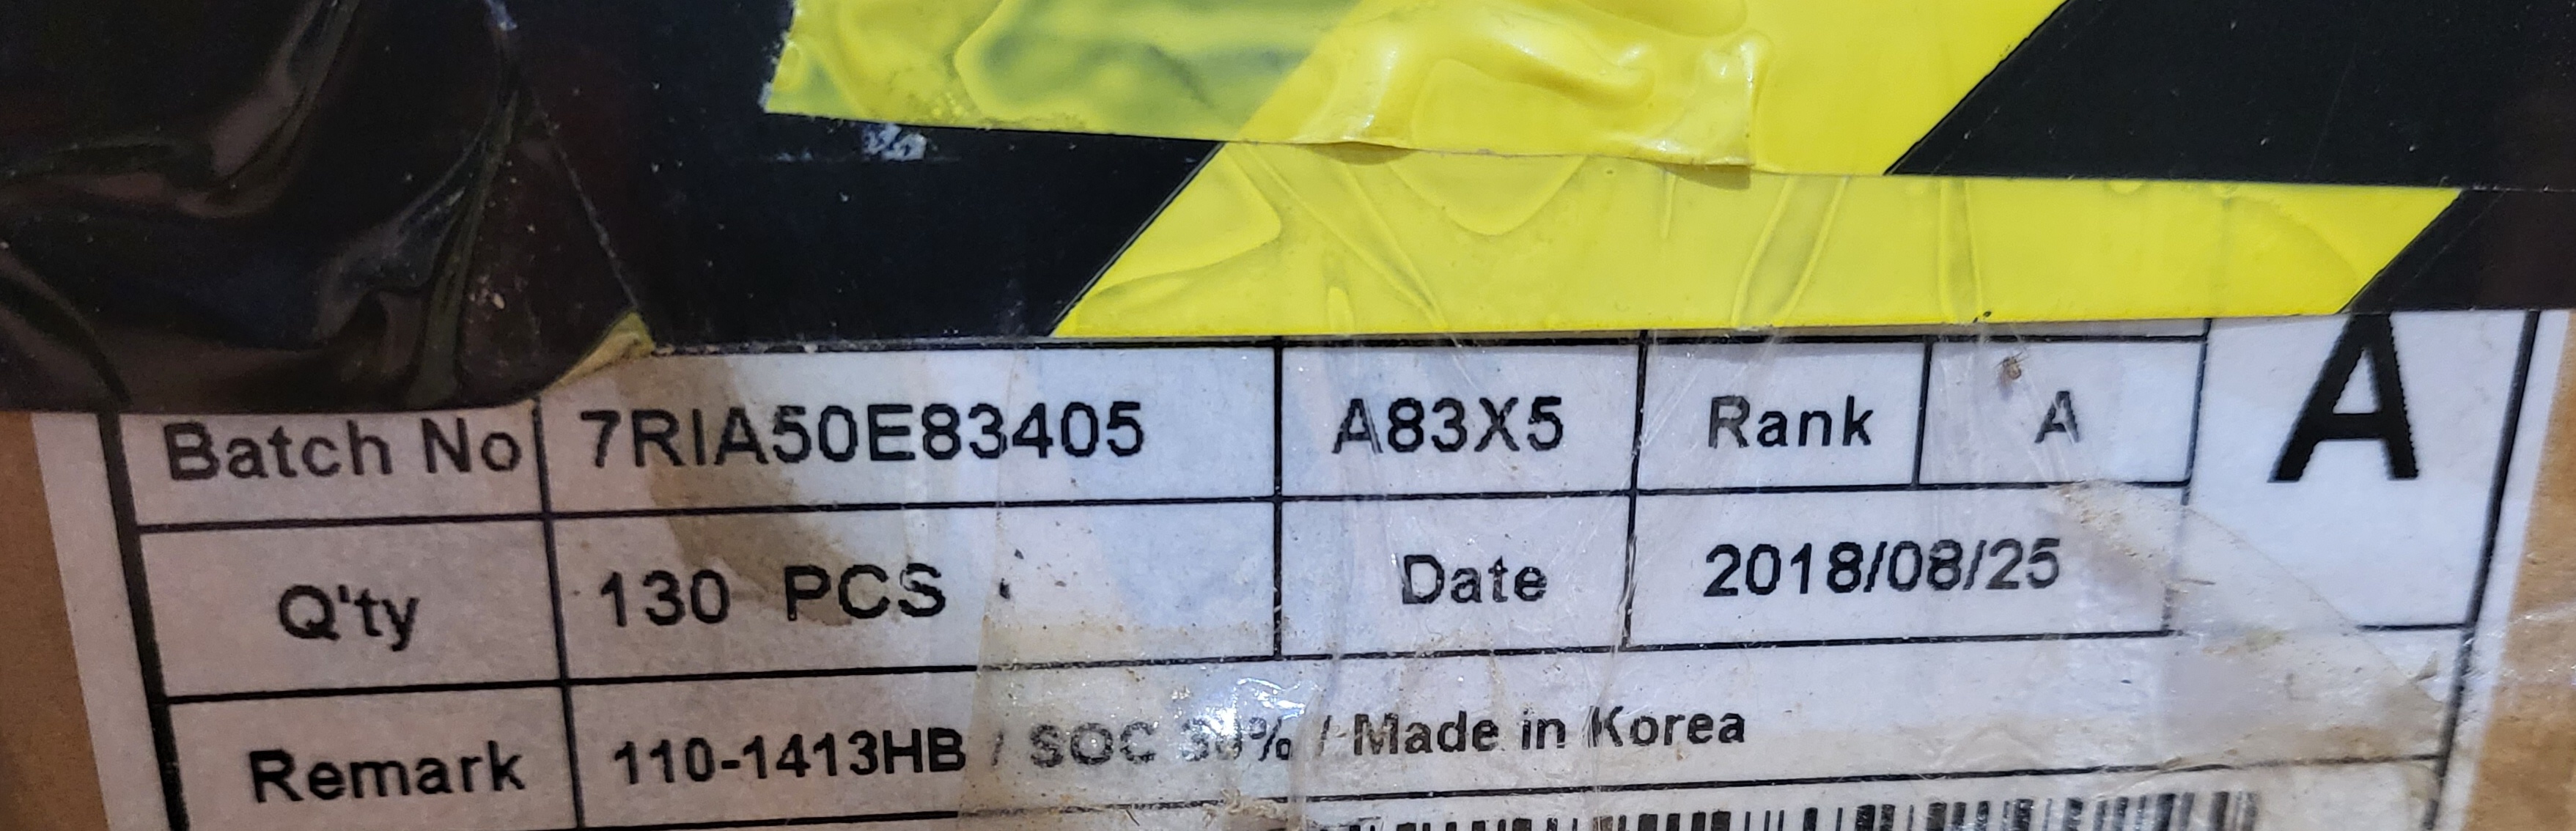 Batch No 7RIA50E83405 A83X5 Rank A A
Q'ty 130 PCS Date 2018/08/25
Remark 110-1413HB / SOC 30% / Made in Korea